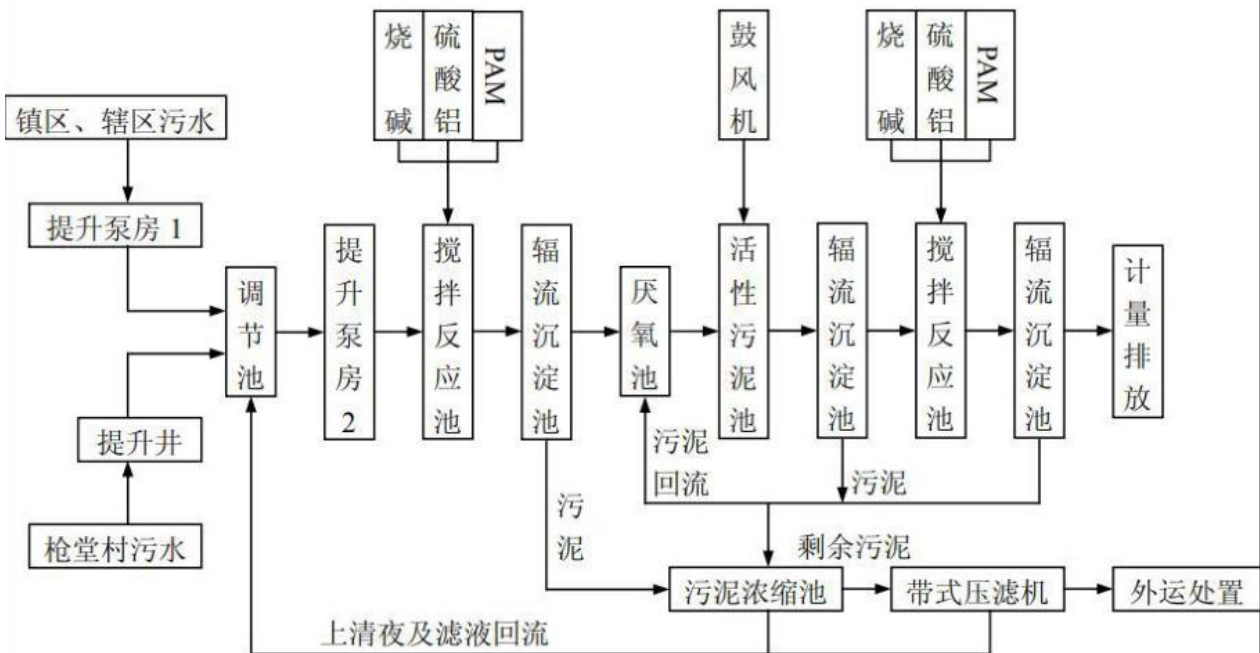 烧碱
硫酸铝
PAM
鼓风机
烧碱
硫酸铝
PAM
镇区、辖区污水
提升泵房 1
调节池
提升泵房2
搅拌反应池
辐流沉淀池
厌氧池
活性污泥池
辐流沉淀池
搅拌反应池
辐流沉淀池
计量排放
提升井
枪堂村污水
污泥
回流
污泥
污泥
剩余污泥
污泥浓缩池
带式压滤机
外运处置
上清夜及滤液回流